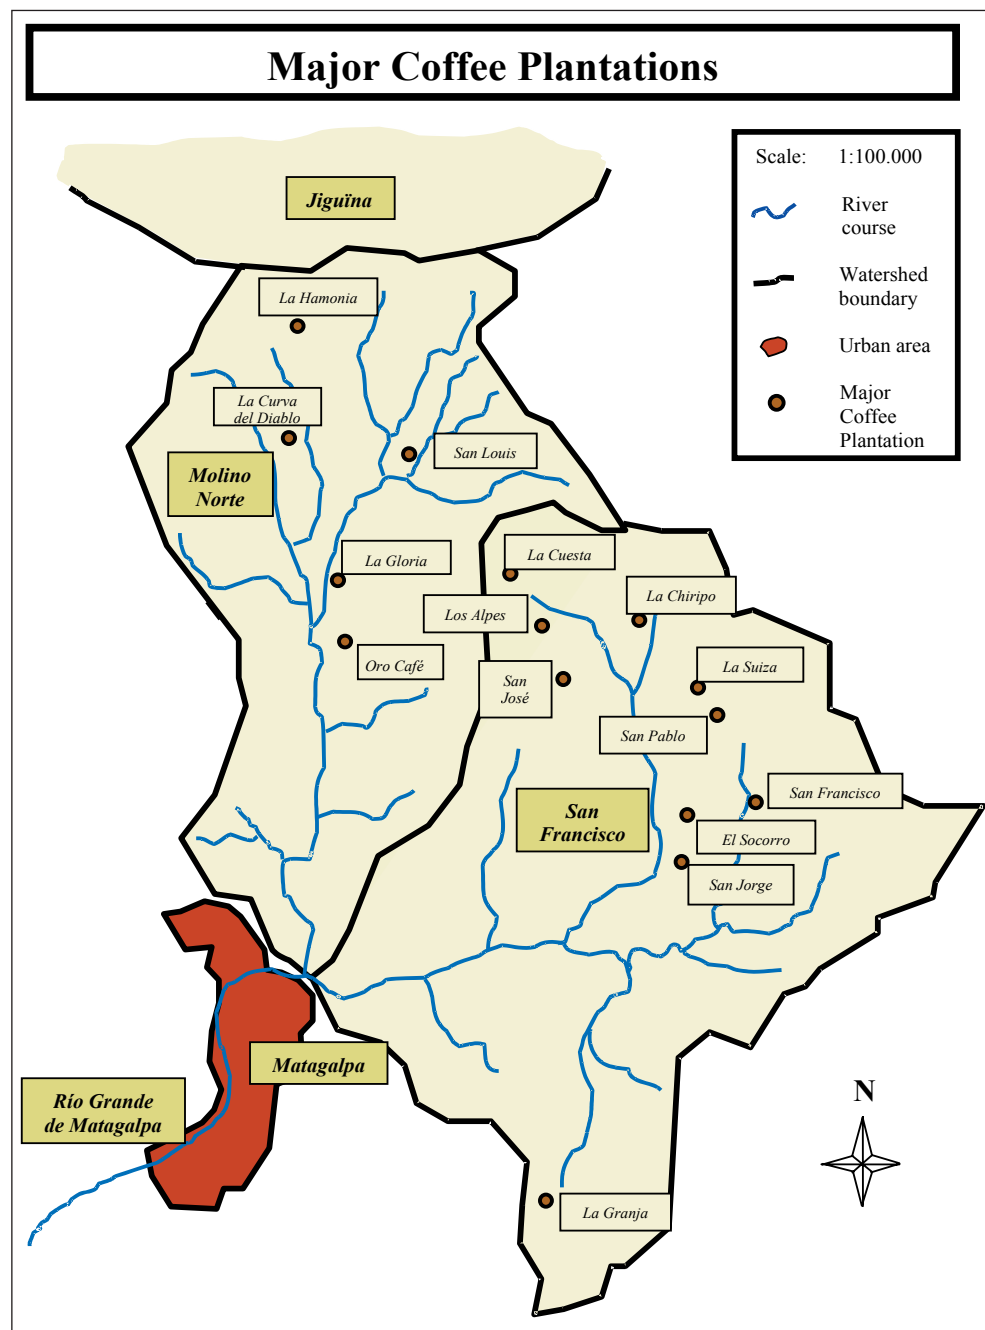 Major Coffee Plantations
Scale: 1:100.000
River
course
Watershed
boundary
Urban area
Major
Coffee
Plantation
Jiguïna
La Hamonia
La Curva
del Diablo
San Louis
Molino
Norte
La Gloria
La Cuesta
La Chiripo
Los Alpes
Oro Café
San
José
La Suiza
San Pablo
San Francisco
San
Francisco
El Socorro
San Jorge
Matagalpa
Río Grande
de Matagalpa
N
La Granja